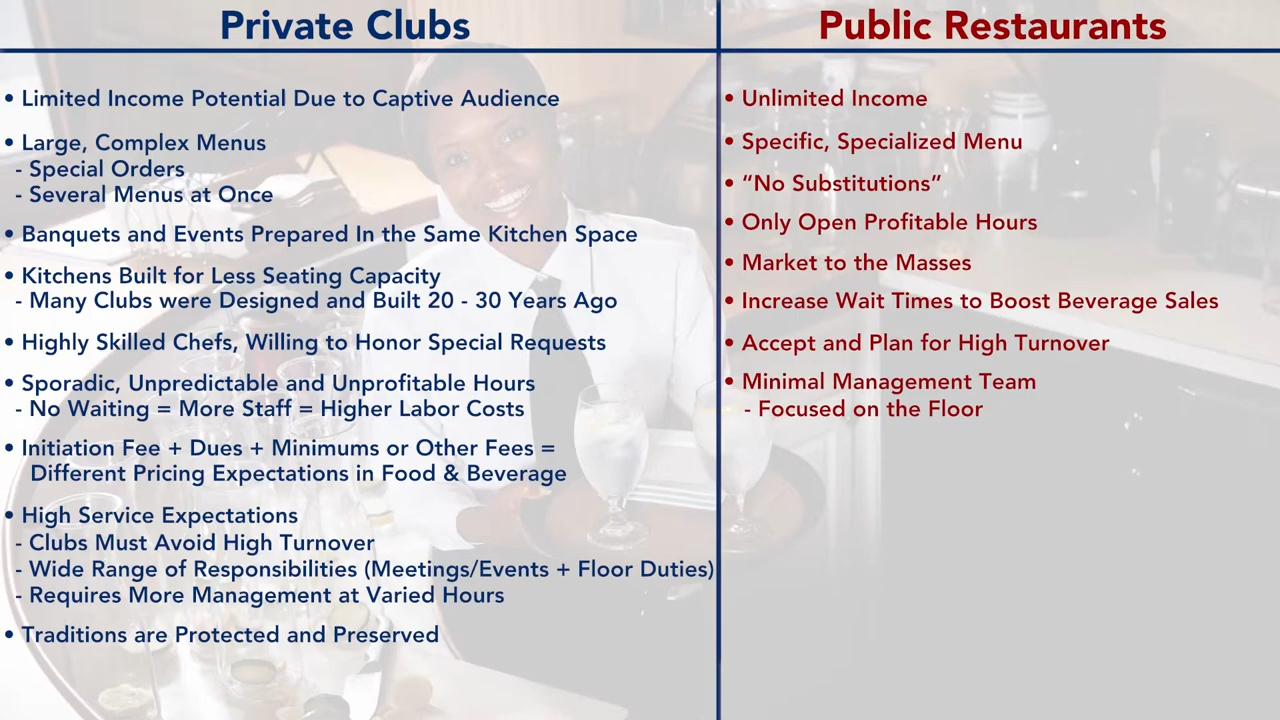 Private Clubs
• Limited Income Potential Due to Captive Audience
• Large, Complex Menus
- Special Orders
- Several Menus at Once
• Banquets and Events Prepared In the Same Kitchen Space
• Kitchens Built for Less Seating Capacity
- Many Clubs were Designed and Built 20 - 30 Years Ago
• Highly Skilled Chefs, Willing to Honor Special Requests
• Sporadic, Unpredictable and Unprofitable Hours
- No Waiting = More Staff = Higher Labor Costs
• Initiation Fee + Dues + Minimums or Other Fees =
Different Pricing Expectations in Food & Beverage
• High Service Expectations
- Clubs Must Avoid High Turnover
- Wide Range of Responsibilities (Meetings/Events + Floor Duties)
- Requires More Management at Varied Hours
• Traditions are Protected and Preserved
Public Restaurants
• Unlimited Income
• Specific, Specialized Menu
• “No Substitutions”
• Only Open Profitable Hours
• Market to the Masses
• Increase Wait Times to Boost Beverage Sales
• Accept and Plan for High Turnover
• Minimal Management Team
- Focused on the Floor